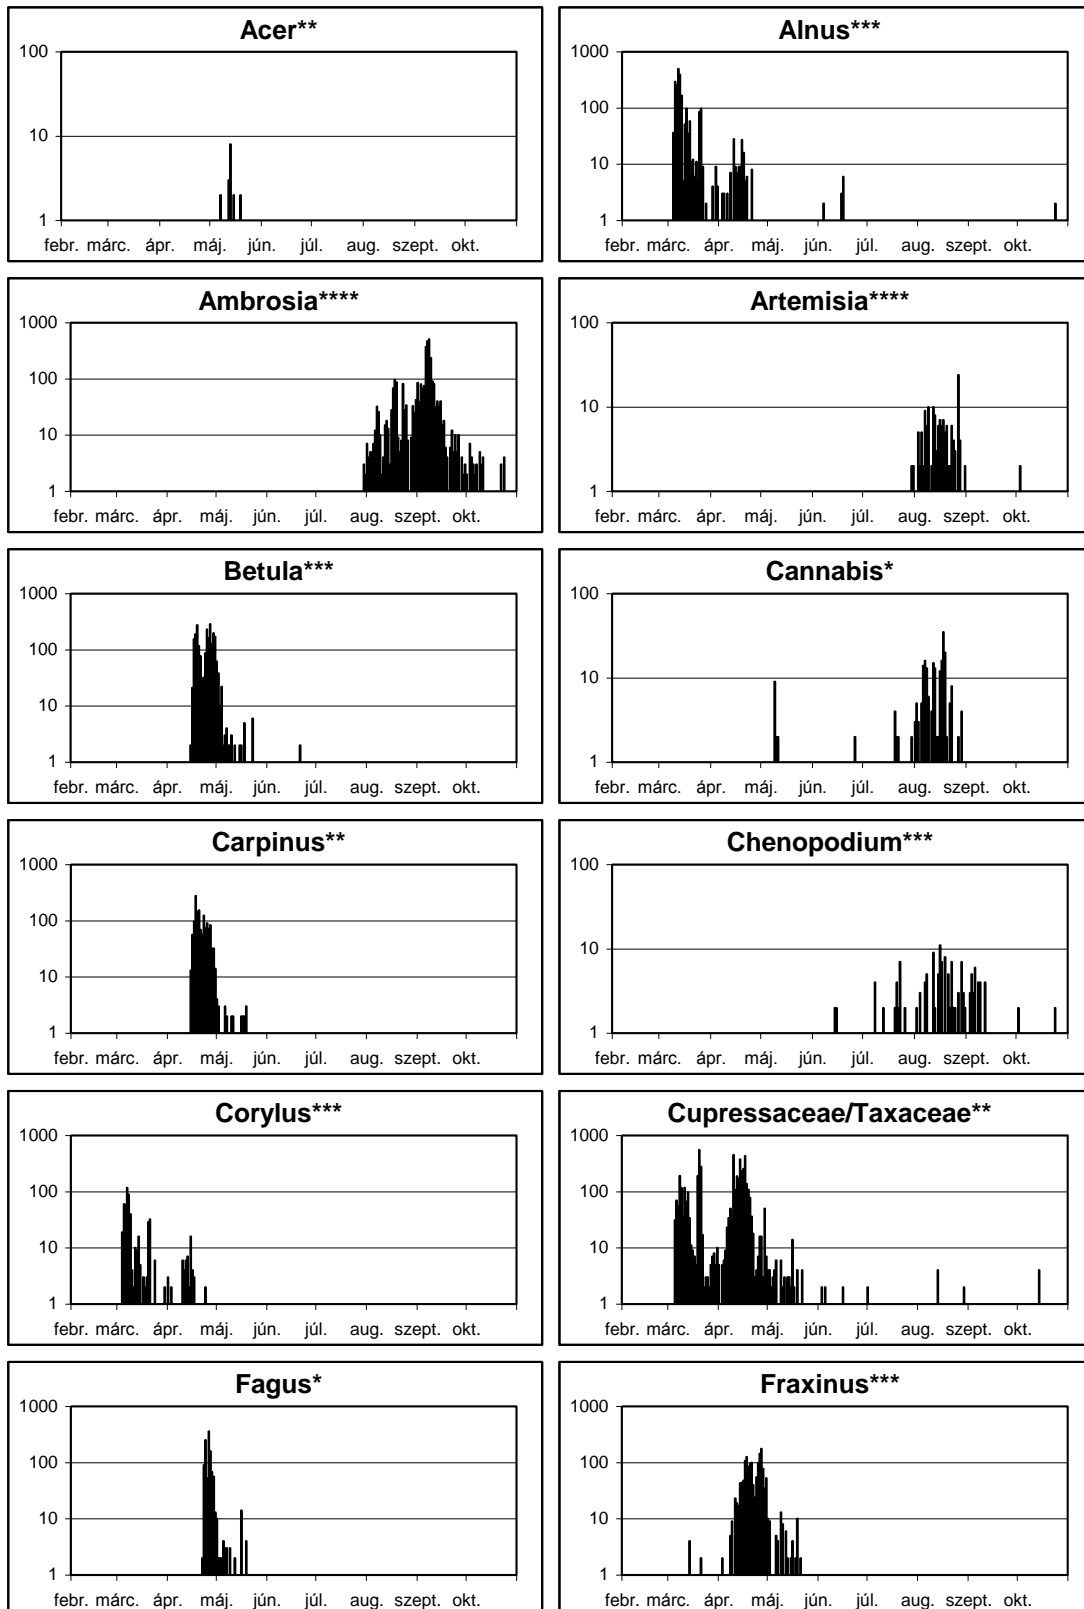 Acer**
100
10
1
febr. márc. ápr. máj. jún. júl. aug. szept. okt.
Alnus***
1000
100
10
1
febr. márc. ápr. máj. jún. júl. aug. szept. okt.
Ambrosia****
1000
100
10
1
febr. márc. ápr. máj. jún. júl. aug. szept. okt.
Artemisia****
100
10
1
febr. márc. ápr. máj. jún. júl. aug. szept. okt.
Betula***
1000
100
10
1
febr. márc. ápr. máj. jún. júl. aug. szept. okt.
Cannabis*
100
10
1
febr. márc. ápr. máj. jún. júl. aug. szept. okt.
Carpinus**
1000
100
10
1
febr. márc. ápr. máj. jún. júl. aug. szept. okt.
Chenopodium***
100
10
1
febr. márc. ápr. máj. jún. júl. aug. szept. okt.
Corylus***
1000
100
10
1
febr. márc. ápr. máj. jún. júl. aug. szept. okt.
Cupressaceae/Taxaceae**
1000
100
10
1
febr. márc. ápr. máj. jún. júl. aug. szept. okt.
Fagus*
1000
100
10
1
febr. márc. ápr. máj. jún. júl. aug. szept. okt.
Fraxinus***
1000
100
10
1
febr. márc. ápr. máj. jún. júl. aug. szept. okt.